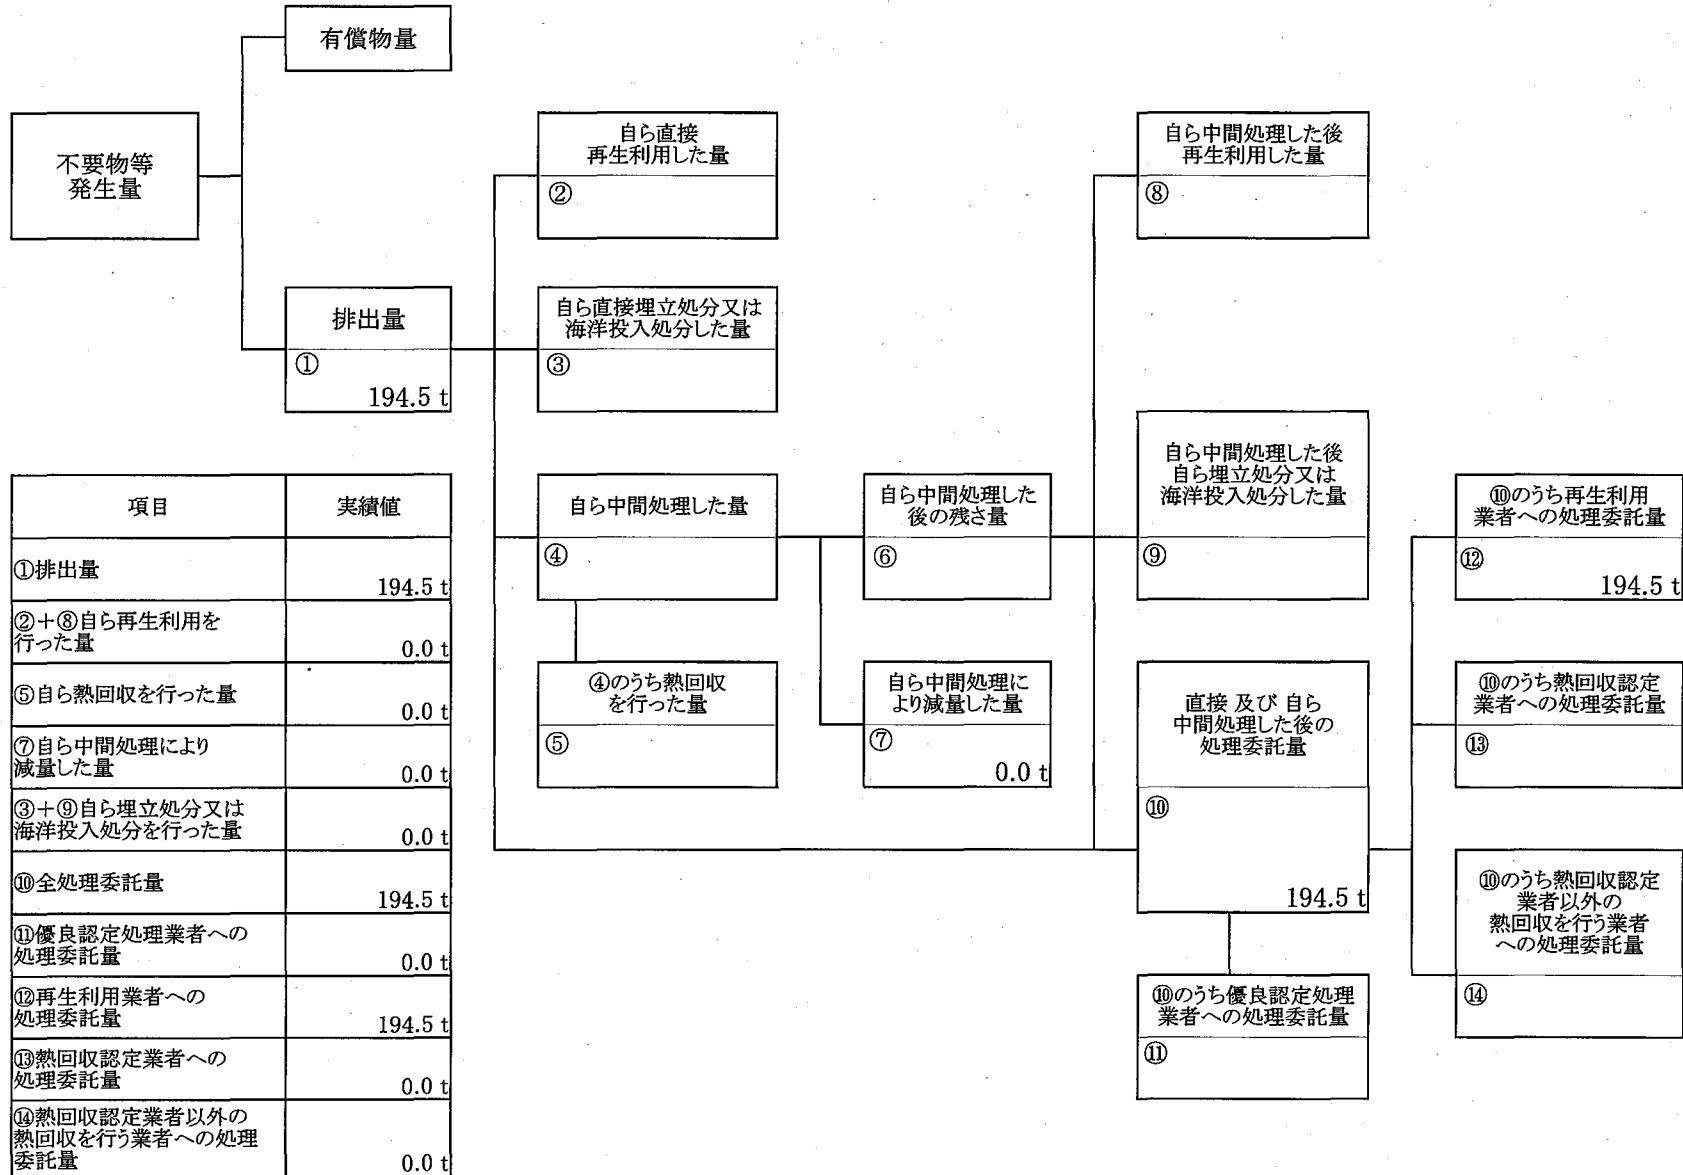 有償物量
不要物等
発生量
排出量
①
194.5 t
自ら直接
再生利用した量
②
自ら直接埋立処分又は
海洋投入処分した量
③
自ら中間処理した量
④
④のうち熱回収
を行った量
⑤
自ら中間処理した
後の残さ量
⑥
自ら中間処理に
より減量した量
⑦
0.0 t
自ら中間処理した後
再生利用した量
⑧
自ら中間処理した後
自ら埋立処分又は
海洋投入処分した量
⑨
直接 及び 自ら
中間処理した後の
処理委託量
⑩
194.5 t
⑩のうち優良認定処理
業者への処理委託量
⑪
⑩のうち再生利用
業者への処理委託量
⑫
194.5 t
⑩のうち熱回収認定
業者への処理委託量
⑬
⑩のうち熱回収認定
業者以外の
熱回収を行う業者
への処理委託量
⑭
項目 実績値
①排出量
194.5 t
②+⑧自ら再生利用を
行った量
0.0 t
⑤自ら熱回収を行った量
0.0 t
⑦自ら中間処理により
減量した量
0.0 t
③+⑨自ら埋立処分又は
海洋投入処分を行った量
0.0 t
⑩全処理委託量
194.5 t
⑪優良認定処理業者への
処理委託量
0.0 t
⑫再生利用業者への
処理委託量
194.5 t
⑬熱回収認定業者への
処理委託量
0.0 t
⑭熱回収認定業者以外の
熱回収を行う業者への処理
委託量
0.0 t